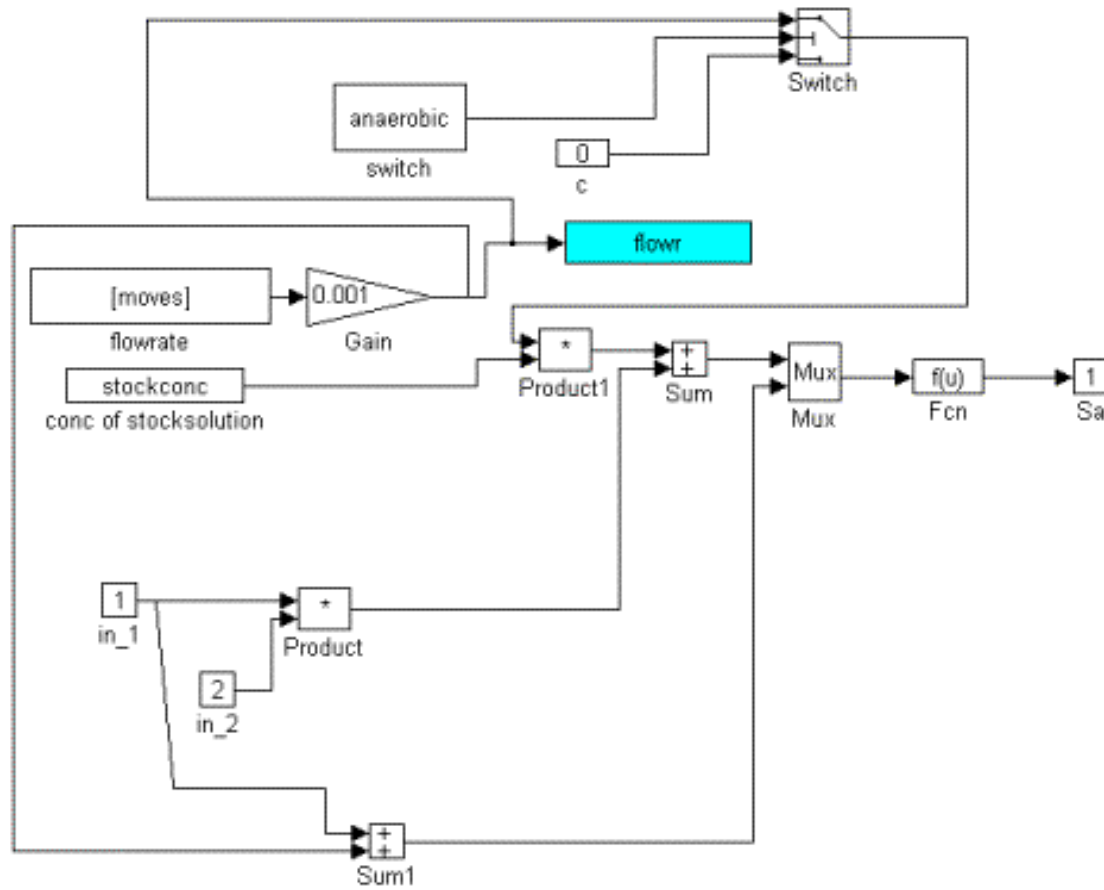 Switch
anaerobic
switch
0
c
flowr
[moves]
flowrate
0.001
Gain
stockconc
conc of stocksolution
*
Product1
+
+
Sum
Mux
Mux
f(u)
Fcn
1
Sa
1
in_1
*
Product
2
in_2
+
+
Sum1